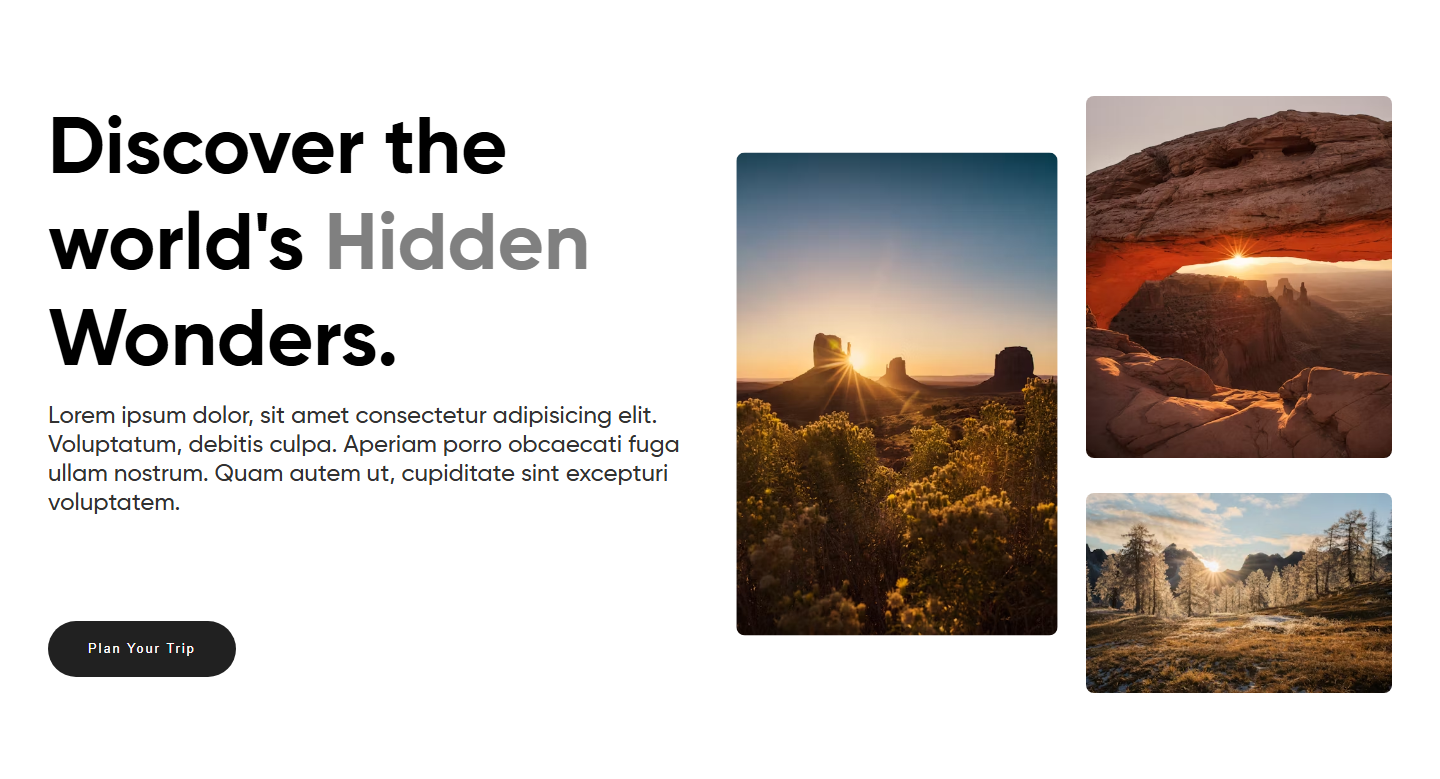 Discover the
world's Hidden
Wonders.
Lorem ipsum dolor, sit amet consectetur adipisicing elit.
Voluptatum, debitis culpa. Aperiam porro obcaecati fuga
ullam nostrum. Quam autem ut, cupiditate sint excepturi
voluptatem.
Plan Your Trip